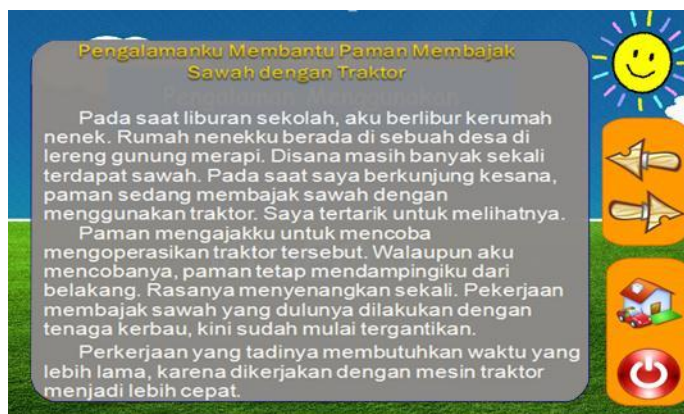 Pengalamanku Membantu Paman Membajak
Sawah dengan Traktor
Pada saat liburan sekolah, aku berlibur kerumah
nenek. Rumah nenekku berada di sebuah desa di
lereng gunung merapi. Disana masih banyak sekali
terdapat sawah. Pada saat saya berkunjung kesana,
paman sedang membajak sawah dengan
menggunakan traktor. Saya tertarik untuk melihatnya.
Paman mengajakku untuk mencoba
mengoperasikan traktor tersebut. Walaupun aku
mencobanya, paman tetap mendampingiku dari
belakang. Rasanya menyenangkan sekali. Pekerjaan
membajak sawah yang dulunya dilakukan dengan
tenaga kerbau, kini sudah mulai tergantikan.
Perkerjaan yang tadinya membutuhkan waktu yang
lebih lama, karena dikerjakan dengan mesin traktor
menjadi lebih cepat.